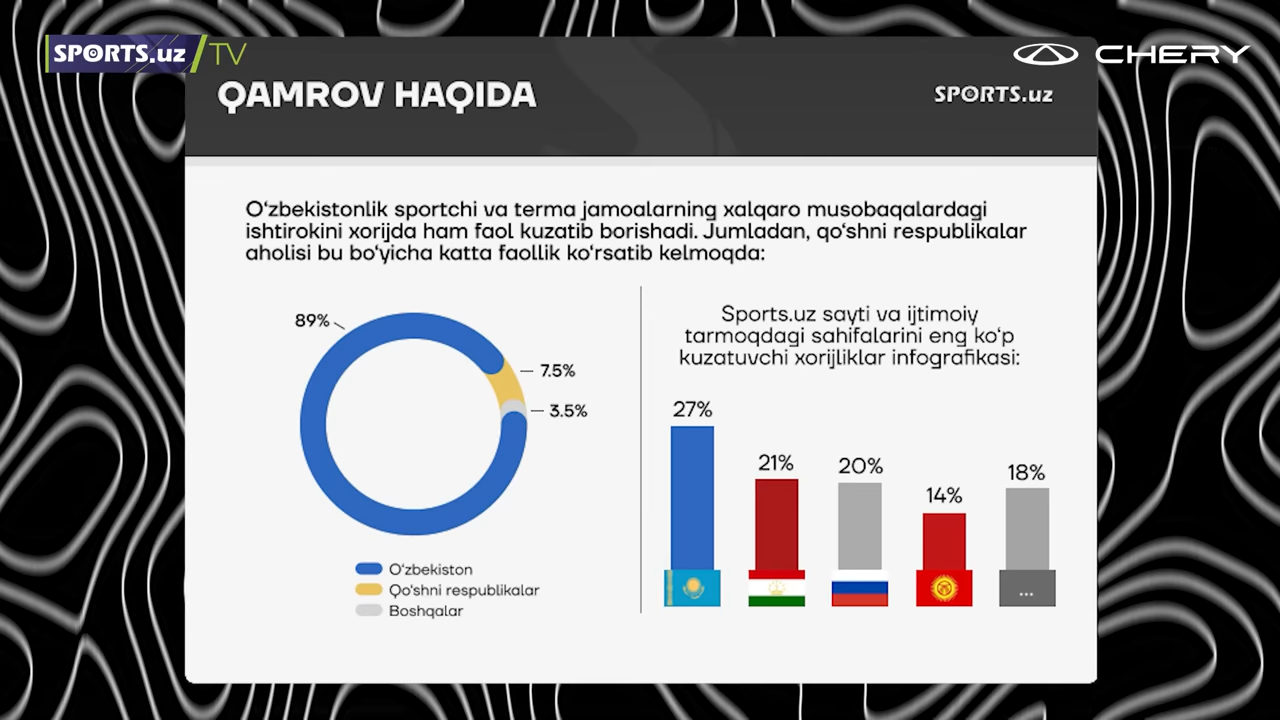 SPORTS.uz/TV
CHERY
QAMROV HAQIDA
SPORTS.uz
O‘zbekistonlik sportchi va terma jamoalarning xalqaro musobaqalardagi
ishtirokini xorijda ham faol kuzatib borishadi. Jumladan, qo‘shni respublikalar
aholisi bu bo‘yicha katta faollik ko‘rsatib kelmoqda:
89%
7.5%
3.5%
O‘zbekiston
Qo‘shni respublikalar
Boshqalar
Sports.uz sayti va ijtimoiy
tarmoqdagi sahifalarini eng ko‘p
kuzatuvchi xorijliklar infografikasi:
27%
21%
20%
14%
18%
...